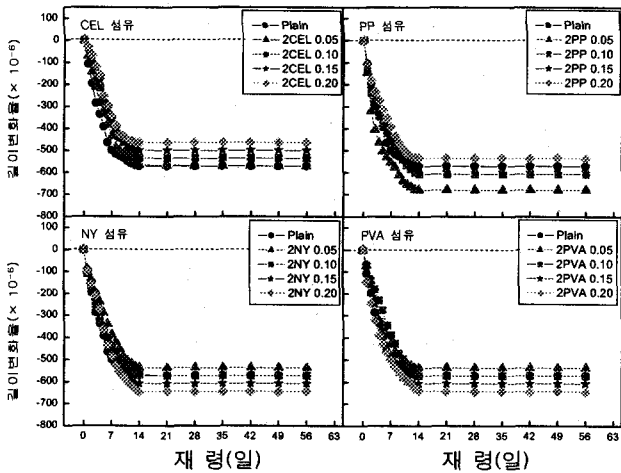 길이변화율(× 10⁻⁶)
100
0
-100
-200
-300
-400
-500
-600
-700
-800
CEL 섬유
Plain
2CEL 0.05
2CEL 0.10
2CEL 0.15
2CEL 0.20
PP 섬유
Plain
2PP 0.05
2PP 0.10
2PP 0.15
2PP 0.20
길이변화율(× 10⁻⁶)
100
0
-100
-200
-300
-400
-500
-600
-700
-800
NY 섬유
Plain
2NY 0.05
2NY 0.10
2NY 0.15
2NY 0.20
PVA 섬유
Plain
2PVA 0.05
2PVA 0.10
2PVA 0.15
2PVA 0.20
0 7 14 21 28 35 42 49 56 63
0 7 14 21 28 35 42 49 56 63
재 령(일)
재 령(일)